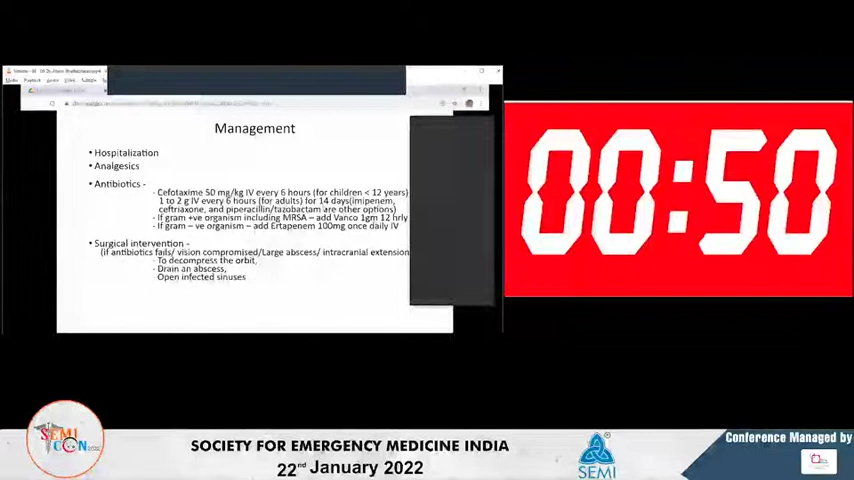 Management
• Hospitalization
• Analgesics
• Antibiotics -
- Cefotaxime 50 mg/kg IV every 6 hours (for children < 12 years)
1 to 2 g IV every 6 hours (for adults) for 14 days(imipenem,
ceftriaxone, and piperacillin/tazobactam are other options)
- If gram +ve organism including MRSA – add Vanco 1gm 12 hrly
- If gram – ve organism – add Ertapenem 100mg once daily IV
• Surgical intervention -
(if antibiotics fails/ vision compromised/Large abscess/ intracranial extension
- To decompress the orbit,
- Drain an abscess,
Open infected sinuses
00:50
SEMI
CON
SOCIETY FOR EMERGENCY MEDICINE INDIA
22nd January 2022
SEMI
Conference Managed by